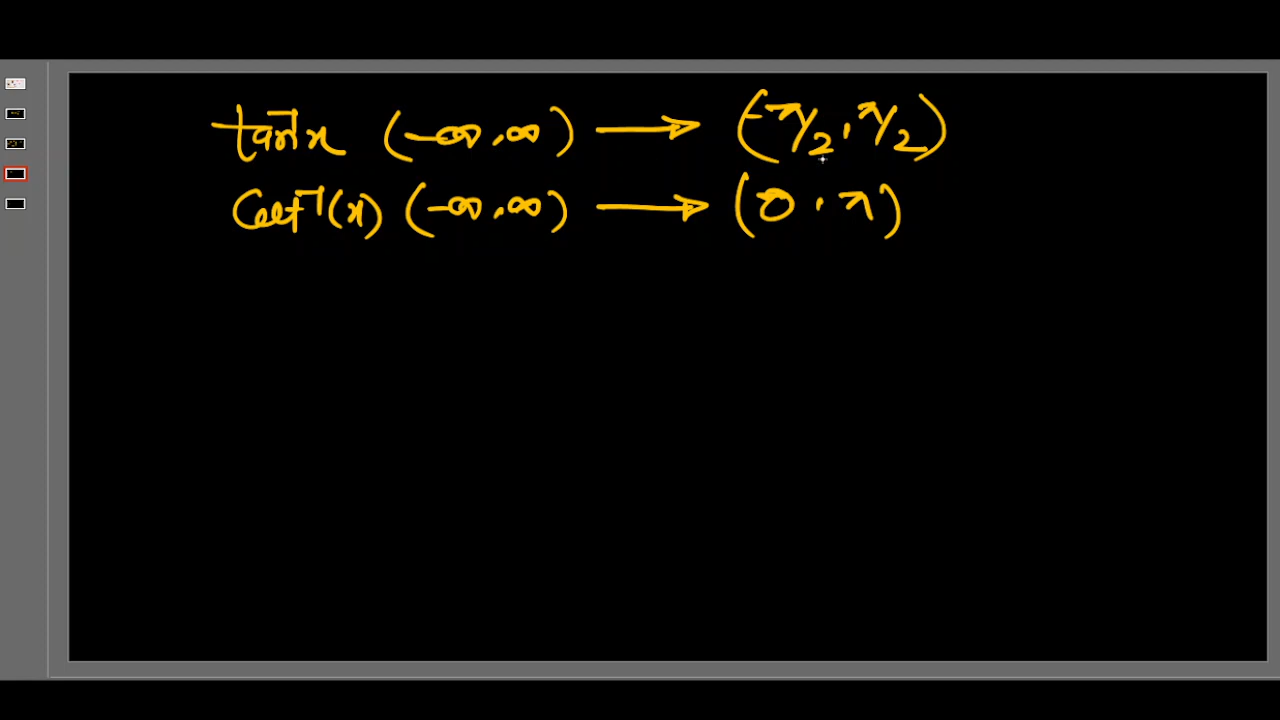 tan⁻¹x (-∞, ∞) → (-π/2, π/2)
Cot⁻¹(x) (-∞, ∞) → (0, π)